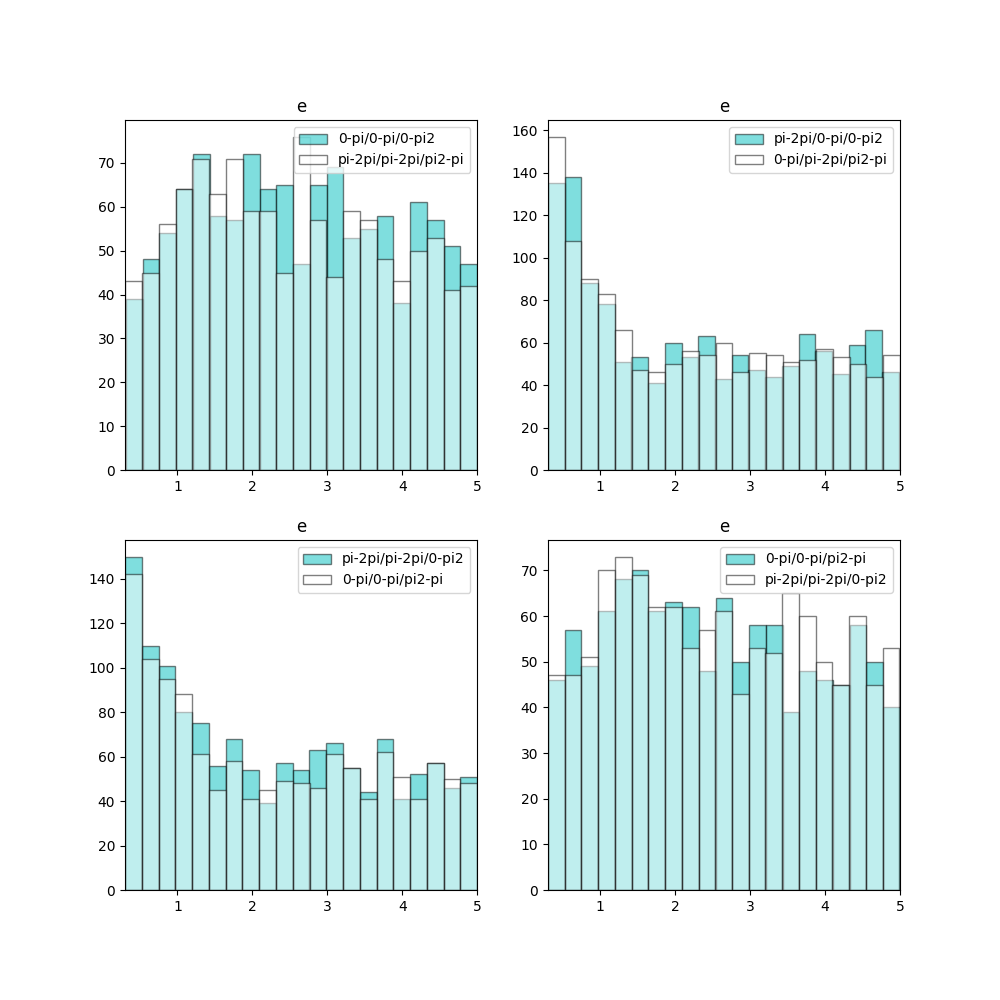 e
0-pi/0-pi/0-pi2
pi-2pi/pi-2pi/pi2-pi
70
60
50
40
30
20
10
0
1 2 3 4 5
e
pi-2pi/0-pi/0-pi2
0-pi/pi-2pi/pi2-pi
160
140
120
100
80
60
40
20
0
1 2 3 4 5
e
pi-2pi/pi-2pi/0-pi2
0-pi/0-pi/pi2-pi
140
120
100
80
60
40
20
0
1 2 3 4 5
e
0-pi/0-pi/pi2-pi
pi-2pi/pi-2pi/0-pi2
70
60
50
40
30
20
10
0
1 2 3 4 5